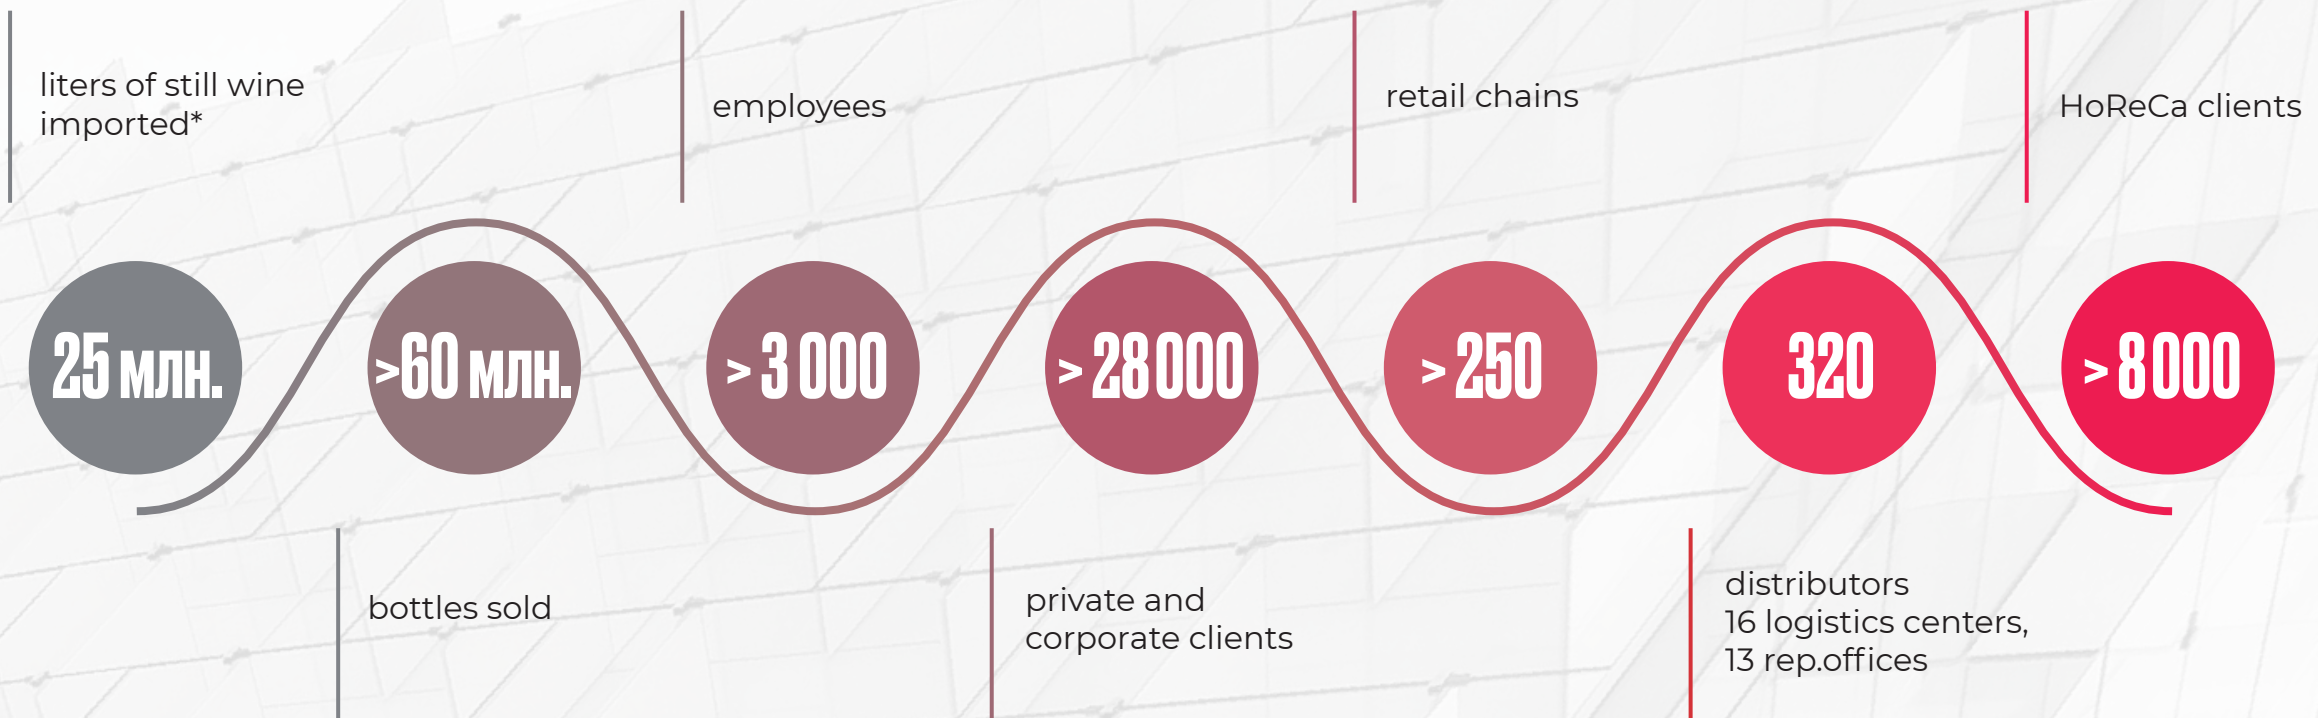 liters of still wine
imported*
employees
retail chains
HoReCa clients
25 млн.
>60 млн.
> 3 000
> 28 000
> 250
320
> 8 000
bottles sold
private and
corporate clients
distributors
16 logistics centers,
13 rep.offices